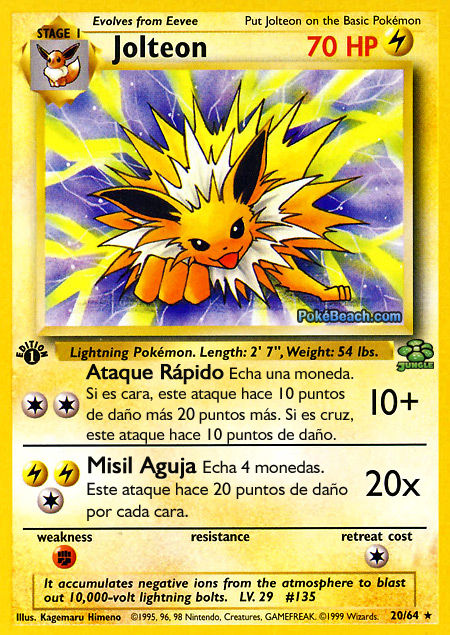 Evolves from Eevee Put Jolteon on the Basic Pokémon
STAGE 1
Jolteon 70 HP
PokéBeach.com
EDITION 1
Lightning Pokémon. Length: 2' 7", Weight: 54 lbs.
JUNGLE
Ataque Rápido Echa una moneda.
Si es cara, este ataque hace 10 puntos
de daño más 20 puntos más. Si es cruz,
este ataque hace 10 puntos de daño.
10+
Misil Aguja Echa 4 monedas.
Este ataque hace 20 puntos de daño
por cada cara.
20x
weakness resistance retreat cost
It accumulates negative ions from the atmosphere to blast
out 10,000-volt lightning bolts. LV. 29 #135
Illus. Kagemaru Himeno ©1995, 96, 98 Nintendo, Creatures, GAMEFREAK. ©1999 Wizards. 20/64 ★